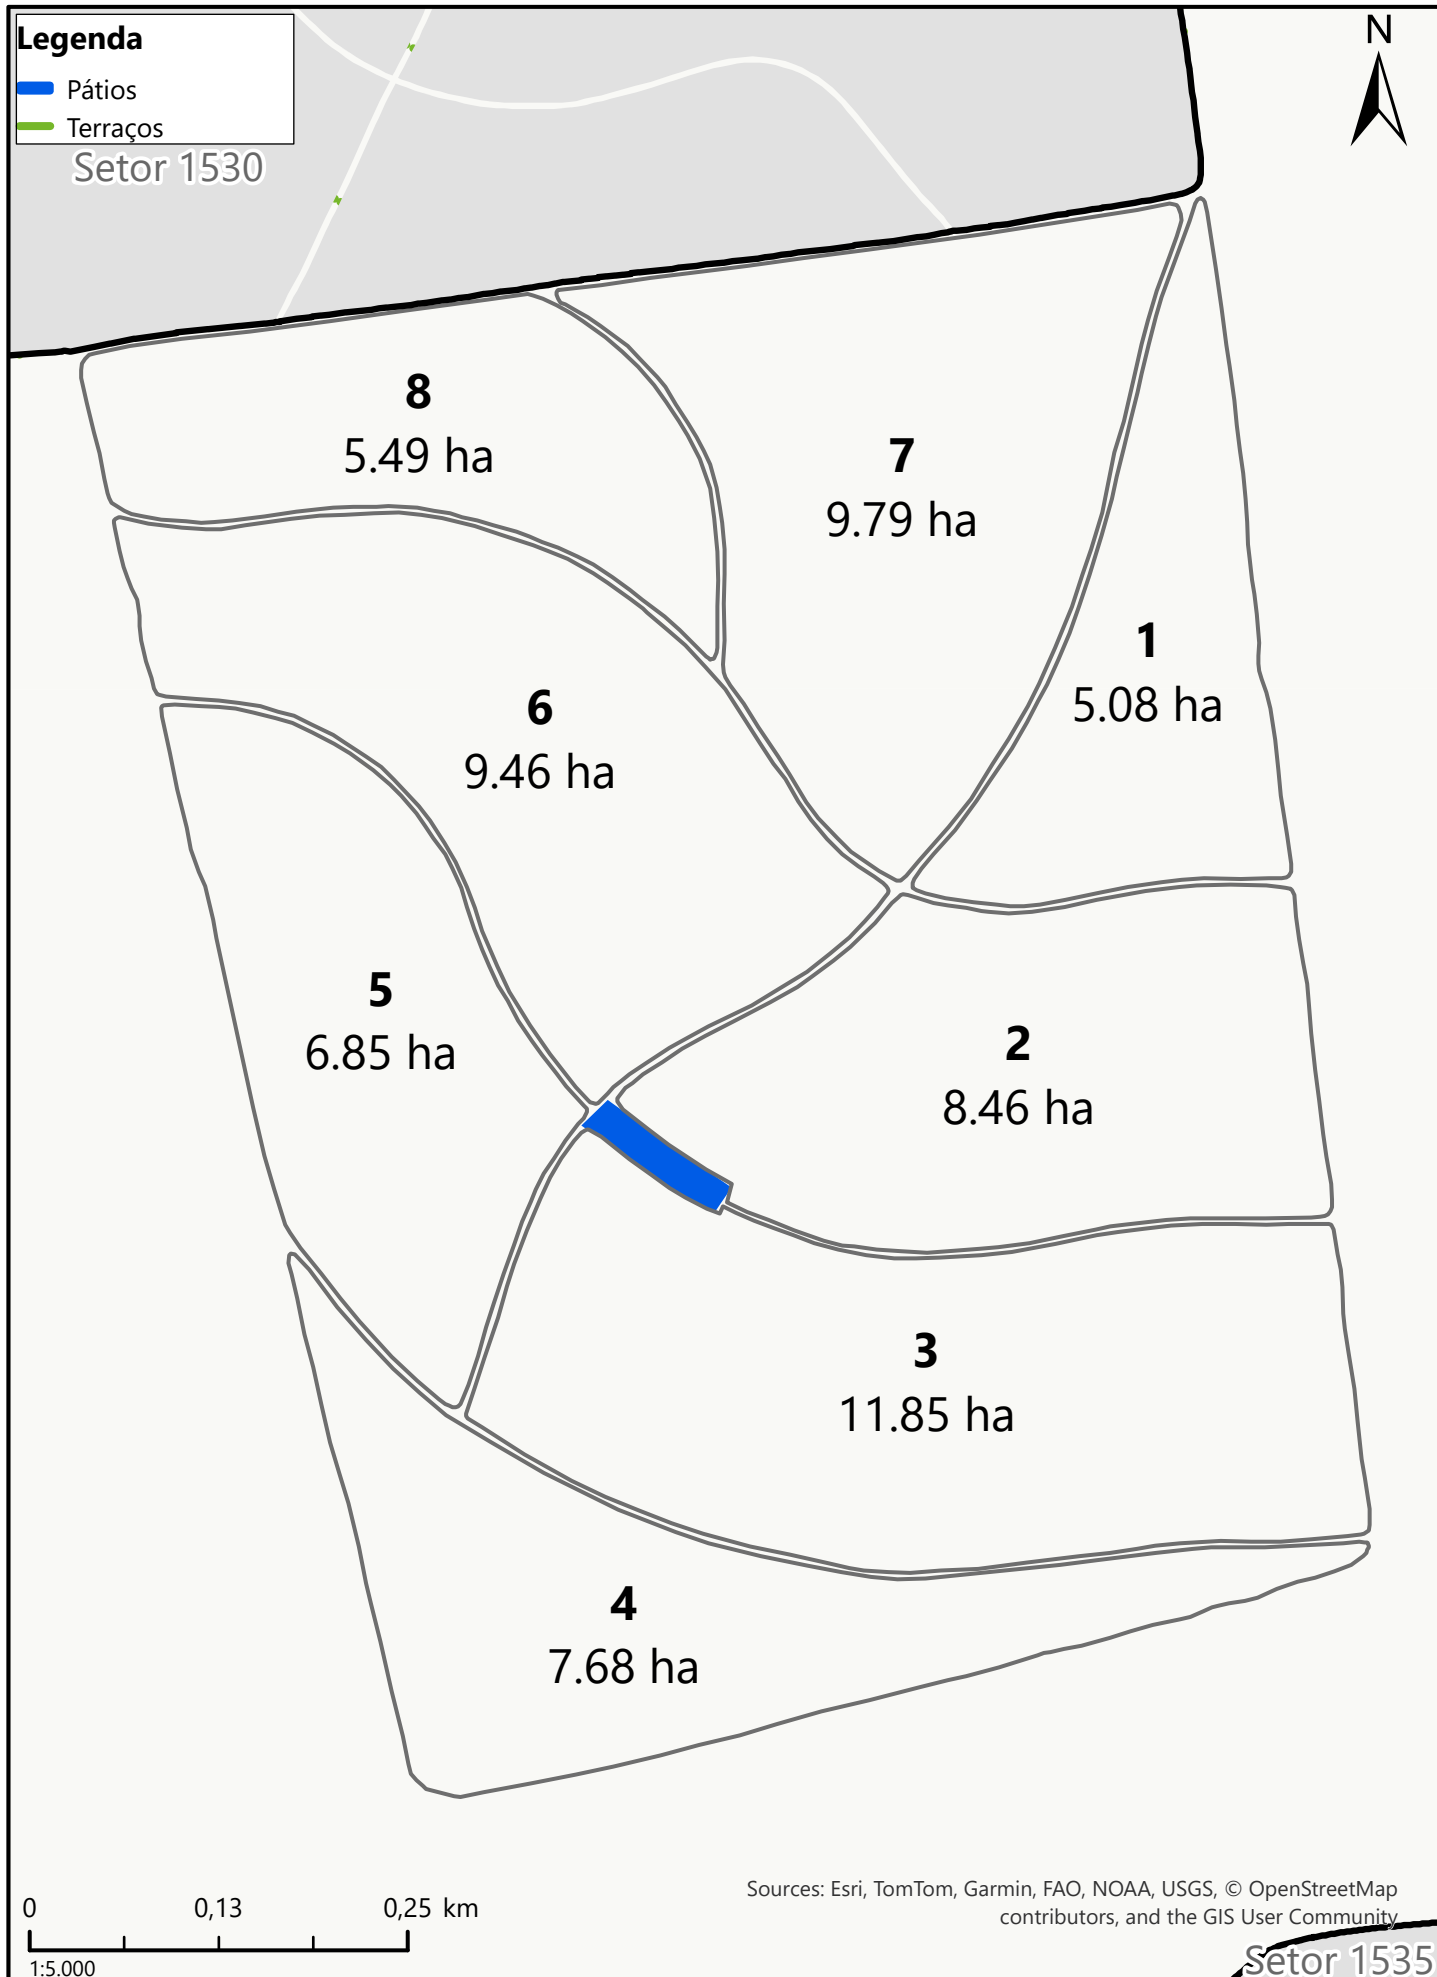 Legenda
Pátios
Terraços
Setor 1530
N
8
5.49 ha
7
9.79 ha
1
5.08 ha
6
9.46 ha
5
6.85 ha
2
8.46 ha
3
11.85 ha
4
7.68 ha
0 0,13 0,25 km
1:5.000
Sources: Esri, TomTom, Garmin, FAO, NOAA, USGS, © OpenStreetMap
contributors, and the GIS User Community
Setor 1535